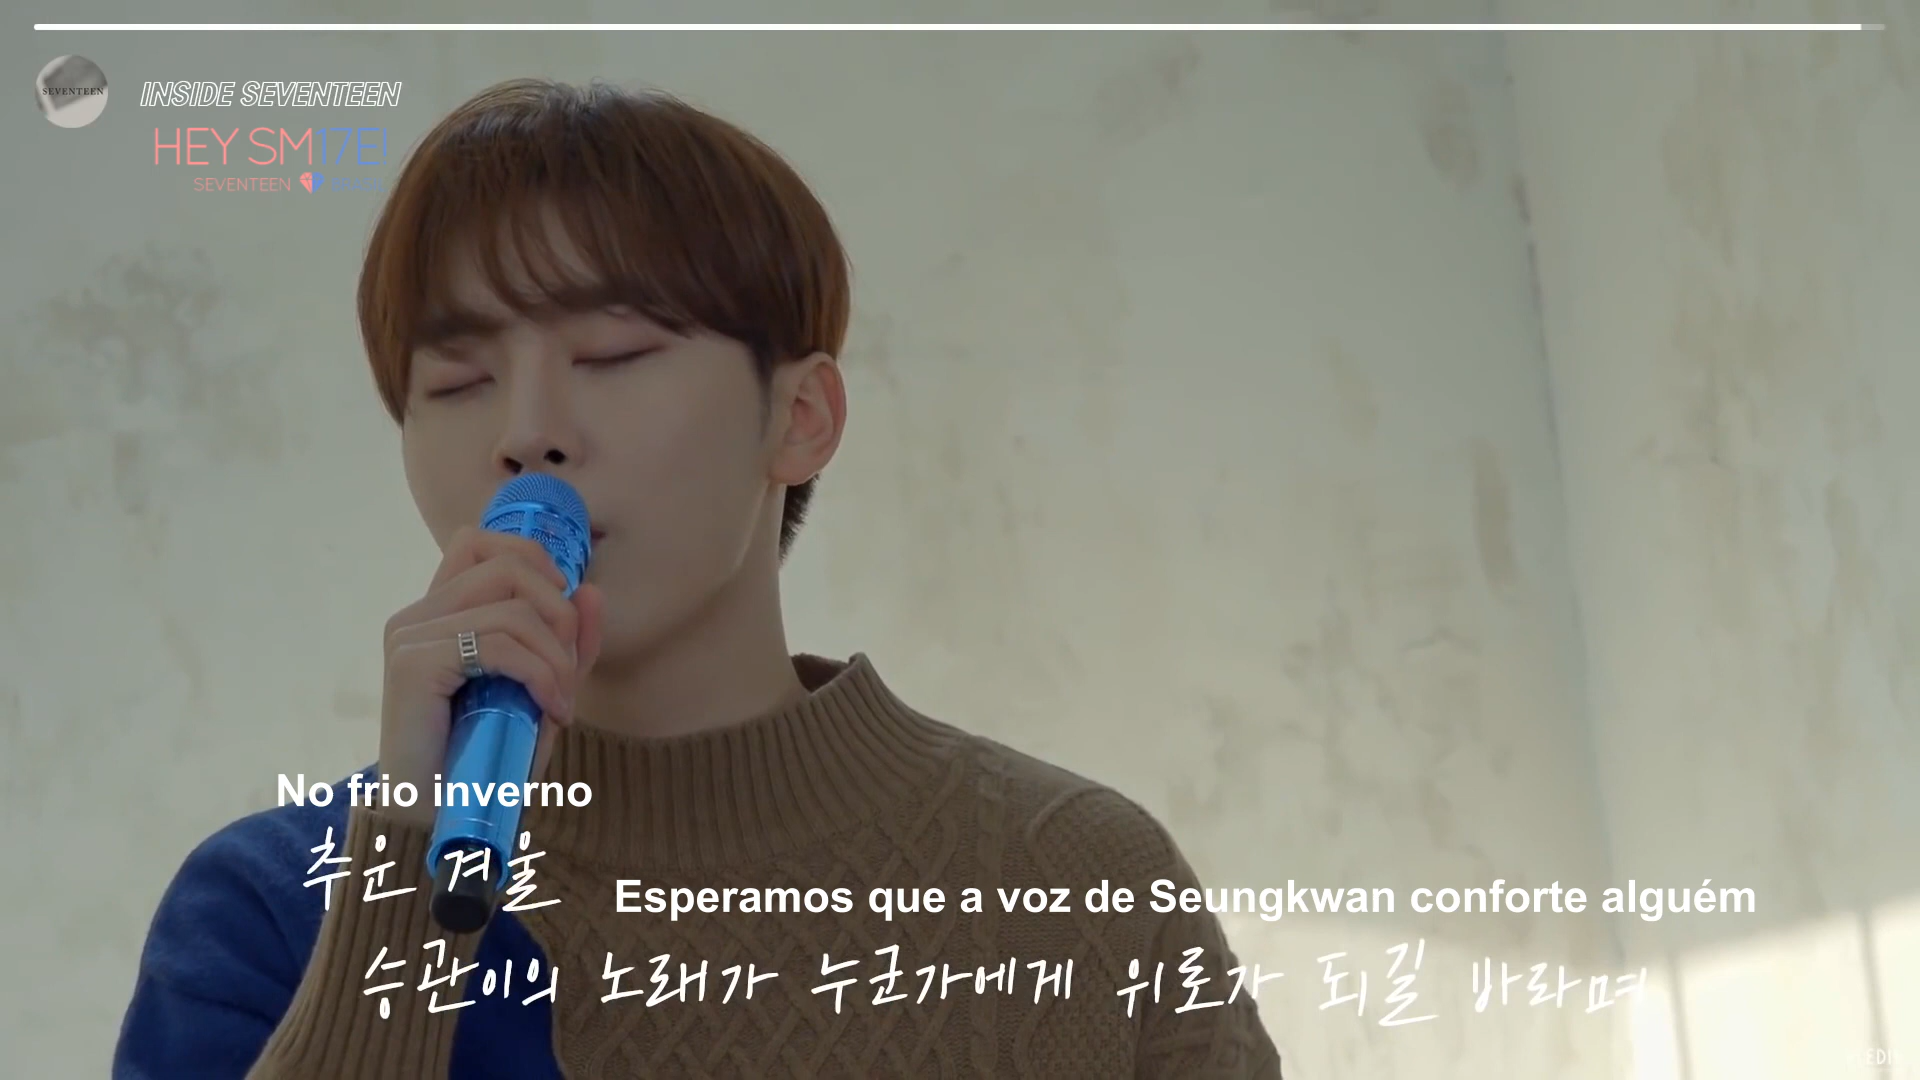 SEVENTEEN
INSIDE SEVENTEEN
HEY SM17E!
SEVENTEEN
No frio inverno
추운 겨울
Esperamos que a voz de Seungkwan conforte alguém
승관이의 노래가 누군가에게 위로가 되길 바라며